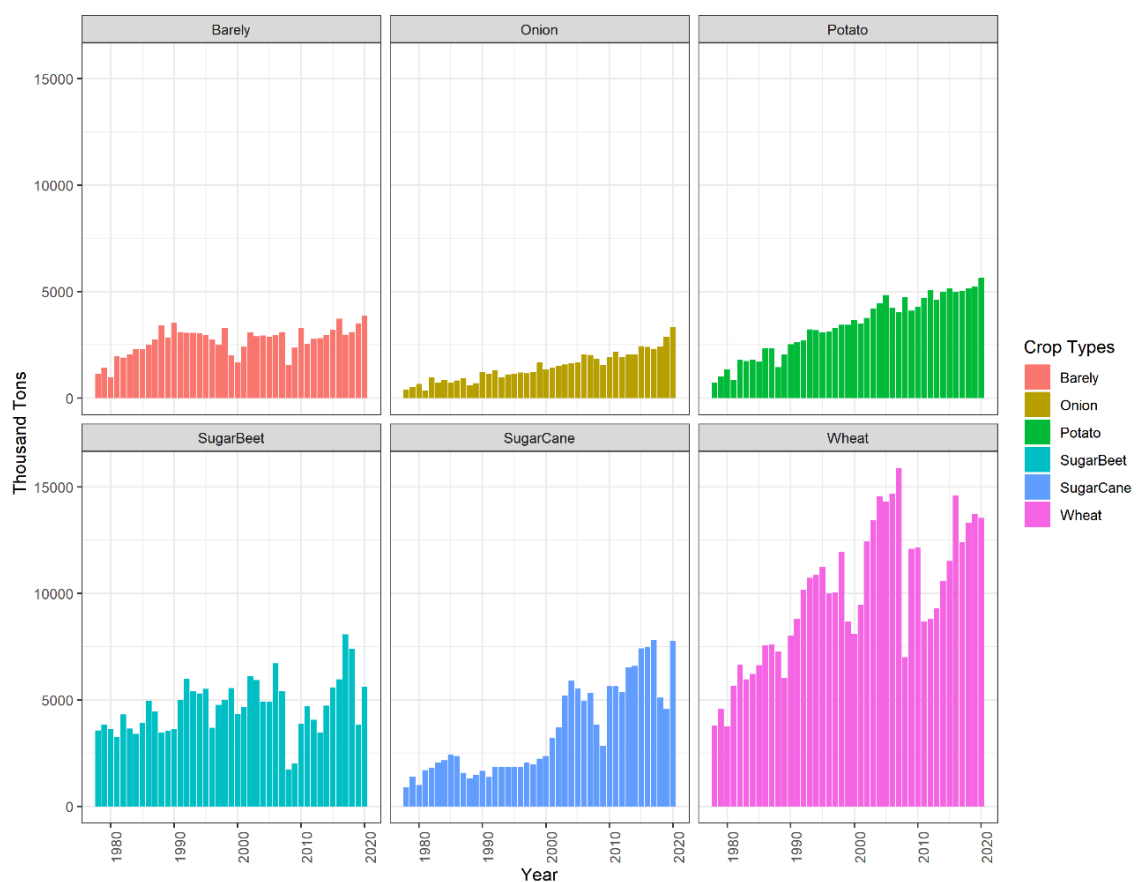 Barely
Onion
Potato
15000
10000
5000
0
SugarBeet
SugarCane
Wheat
15000
10000
5000
0
Thousand Tons
1980
1990
2000
2010
2020
1980
1990
2000
2010
2020
1980
1990
2000
2010
2020
Year
Crop Types
Barely
Onion
Potato
SugarBeet
SugarCane
Wheat